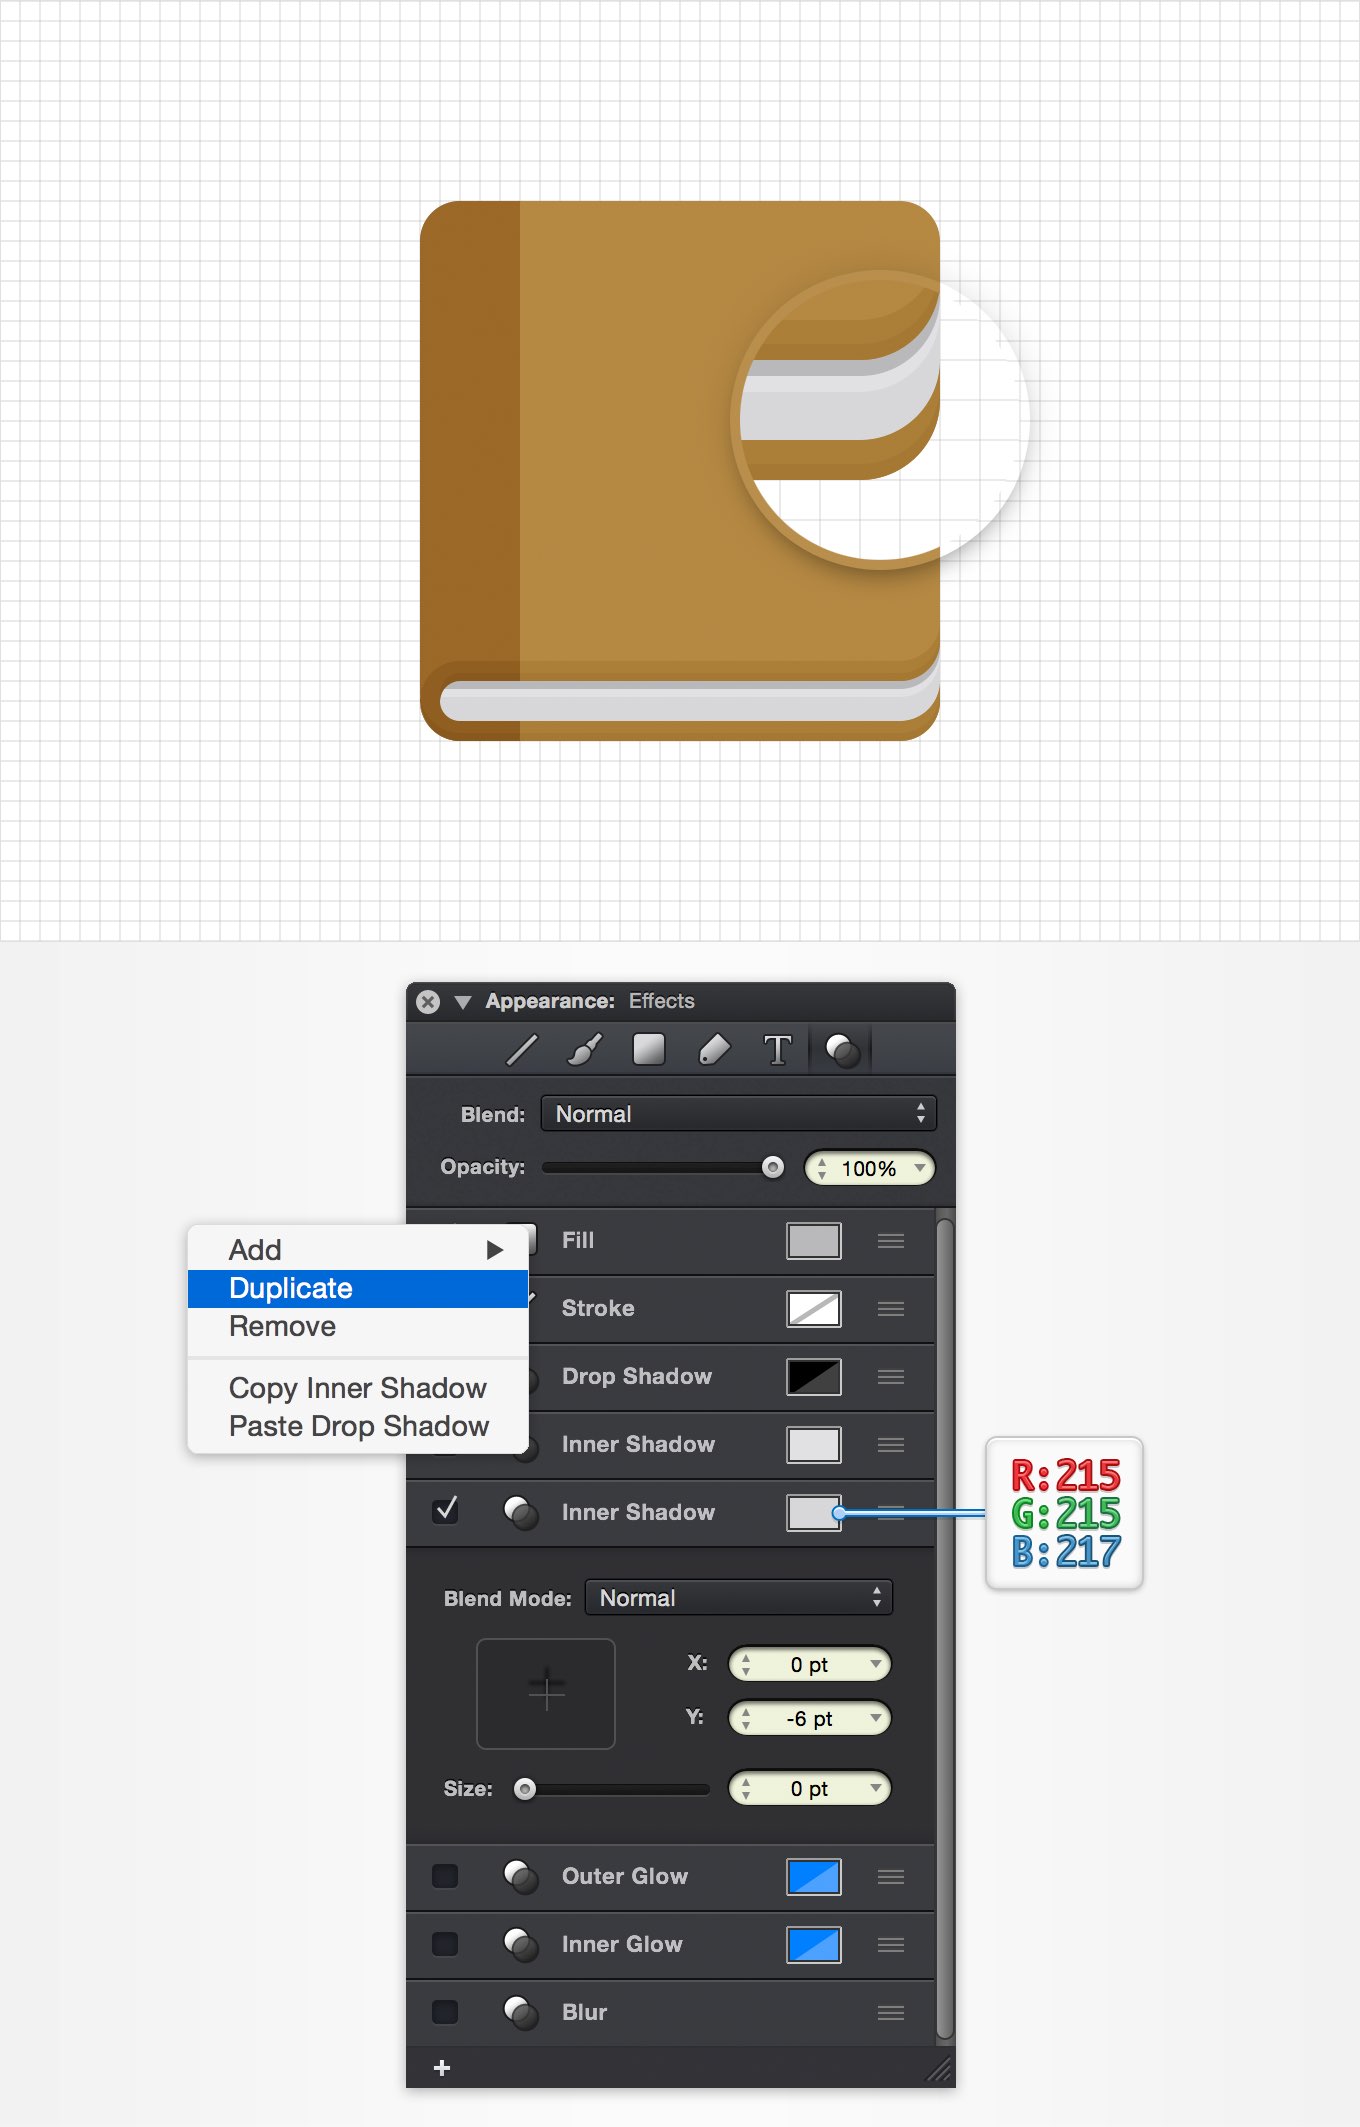 Appearance: Effects
T
Blend: Normal
Opacity: 100%
Fill
Stroke
Drop Shadow
Inner Shadow
Inner Shadow
Add
Duplicate
Remove
Copy Inner Shadow
Paste Drop Shadow
R:215
G:215
B:217
Blend Mode: Normal
X: 0 pt
Y: -6 pt
Size: 0 pt
Outer Glow
Inner Glow
Blur